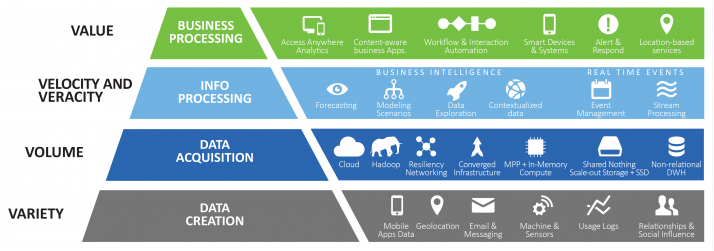 VALUE
BUSINESS
PROCESSING
Access Anywhere
Analytics
Content-aware
business Apps.
Workflow & Interaction
Automation
Smart Devices
& Systems
Alert &
Respond
Location-based
services
VELOCITY AND
VERACITY
INFO
PROCESSING
BUSINESS INTELLIGENCE
REAL TIME EVENTS
Forecasting
Modeling
Scenarios
Data
Exploration
Contextualized
data
Event
Management
Stream
Processing
VOLUME
DATA
ACQUISITION
Cloud
Hadoop
Resiliency
Networking
Converged
Infrastructure
MPP + In-Memory
Compute
Shared Nothing
Scale-out Storage + SSD
Non-relational
DWH
VARIETY
DATA
CREATION
Mobile
Apps Data
Geolocation
Email &
Messaging
Machine &
Sensors
Usage Logs
Relationships &
Social Influence